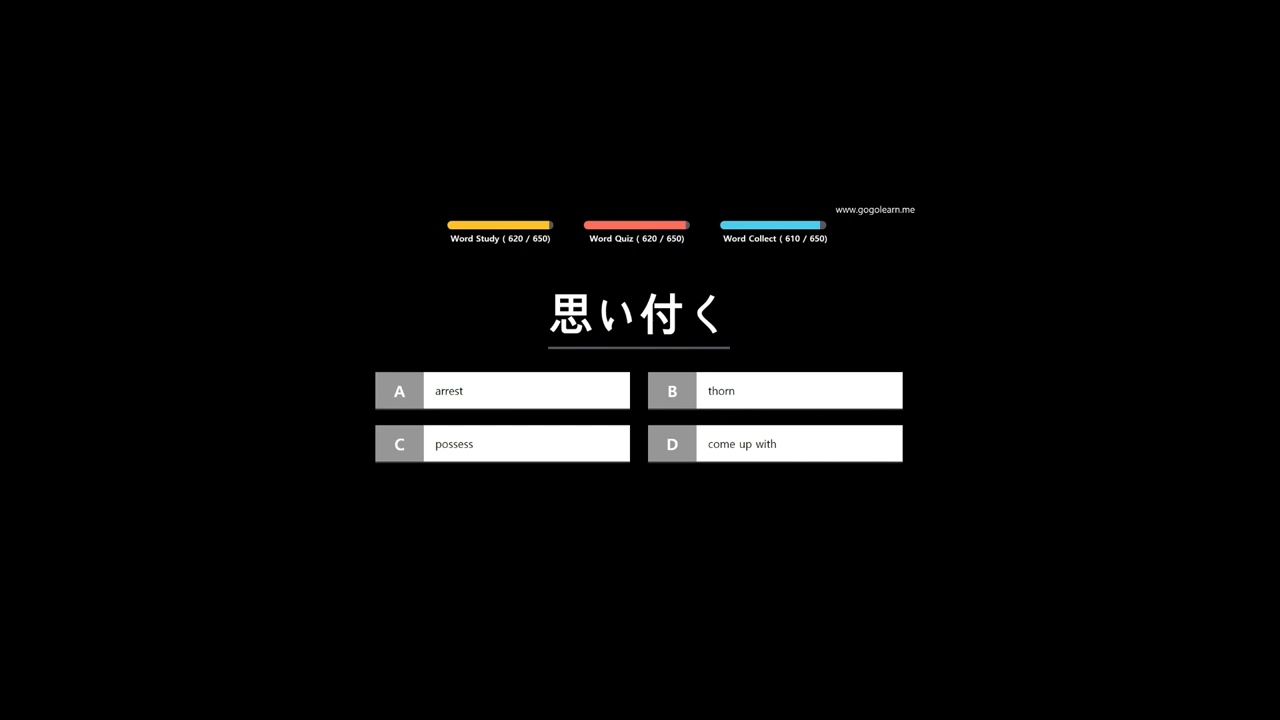 www.gogolearn.me
Word Study ( 620 / 650)
Word Quiz ( 620 / 650)
Word Collect ( 610 / 650)
思い付く
A arrest
B thorn
C possess
D come up with